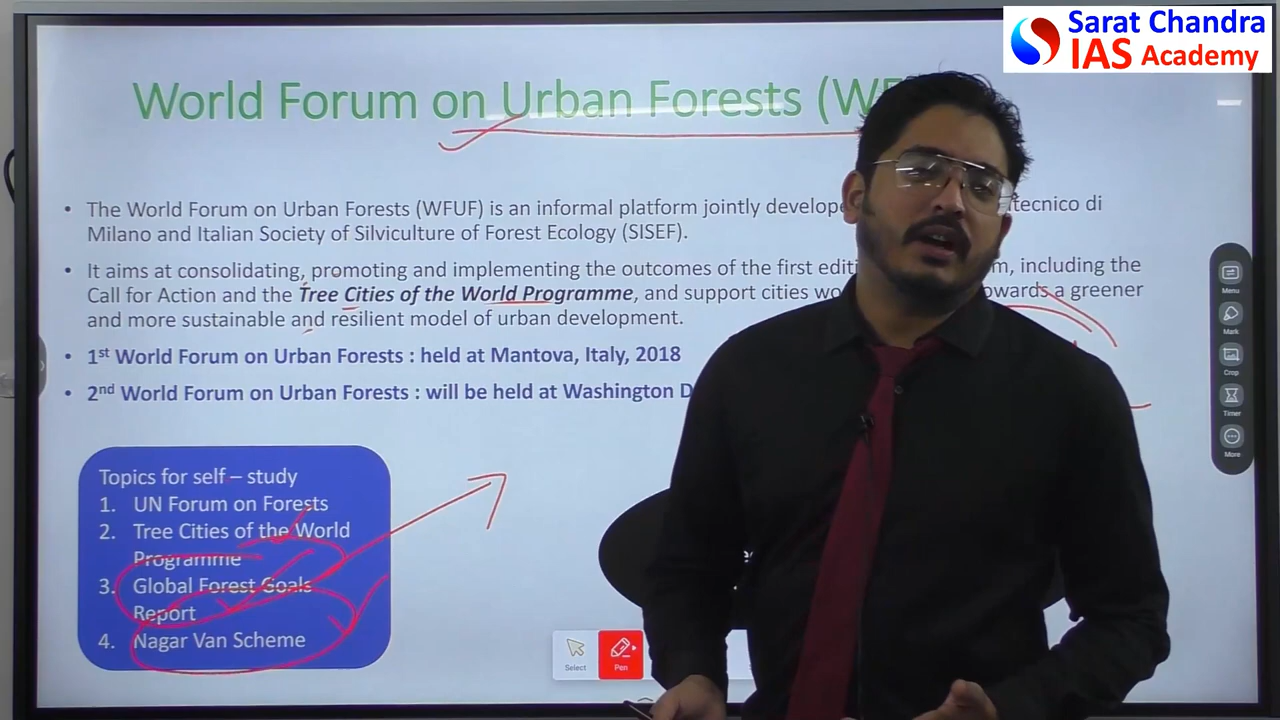 Sarat Chandra
IAS Academy
World Forum on Urban Forests (W
• The World Forum on Urban Forests (WFUF) is an informal platform jointly develope tecnico di
Milano and Italian Society of Silviculture of Forest Ecology (SISEF).
• It aims at consolidating, promoting and implementing the outcomes of the first editi m, including the
Call for Action and the Tree Cities of the World Programme, and support cities wo owards a greener
and more sustainable and resilient model of urban development.
• 1st World Forum on Urban Forests : held at Mantova, Italy, 2018
• 2nd World Forum on Urban Forests : will be held at Washington D
Topics for self – study
1. UN Forum on Forests
2. Tree Cities of the World
Programme
3. Global Forest Goals
Report
4. Nagar Van Scheme
Menu
Mark
Crop
Timer
More
Select
Pen